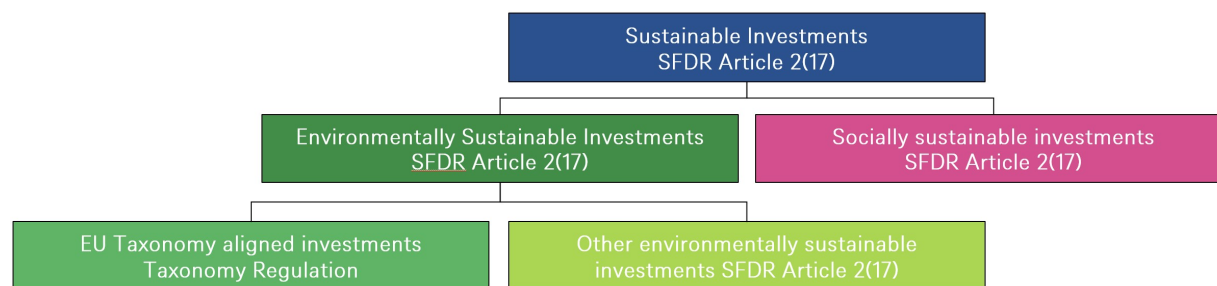 Sustainable Investments
SFDR Article 2(17)
Environmentally Sustainable Investments
SFDR Article 2(17)
Socially sustainable investments
SFDR Article 2(17)
EU Taxonomy aligned investments
Taxonomy Regulation
Other environmentally sustainable
investments SFDR Article 2(17)